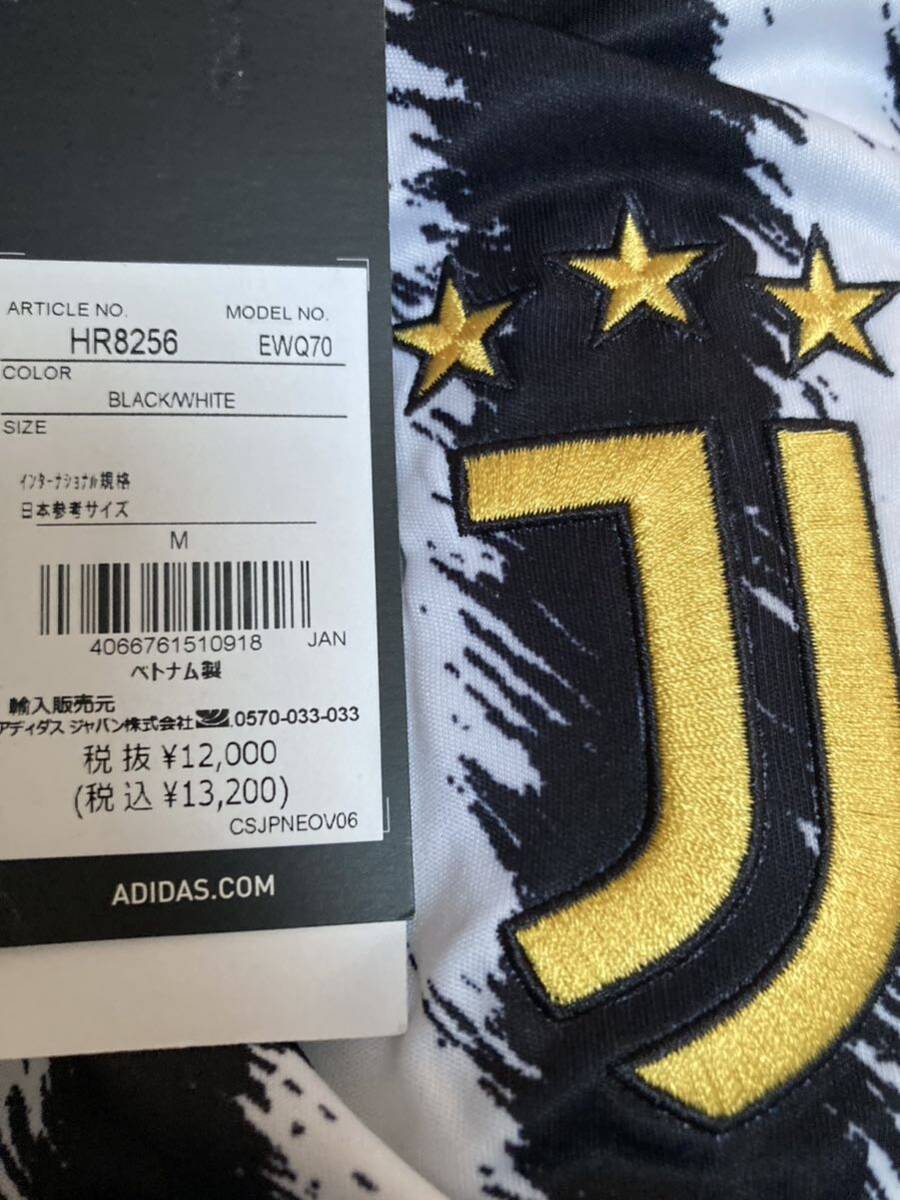 ARTICLE NO. MODEL NO.
HR8256 EWQ70
COLOR
BLACK/WHITE
SIZE
インターナショナル規格
日本参考サイズ
M
4066761510918 JAN
ベトナム製
輸入販売元
アディダス ジャパン株式会社 0570-033-033
税抜 ¥12,000
(税込 ¥13,200)
CSJPNEOV06
ADIDAS.COM